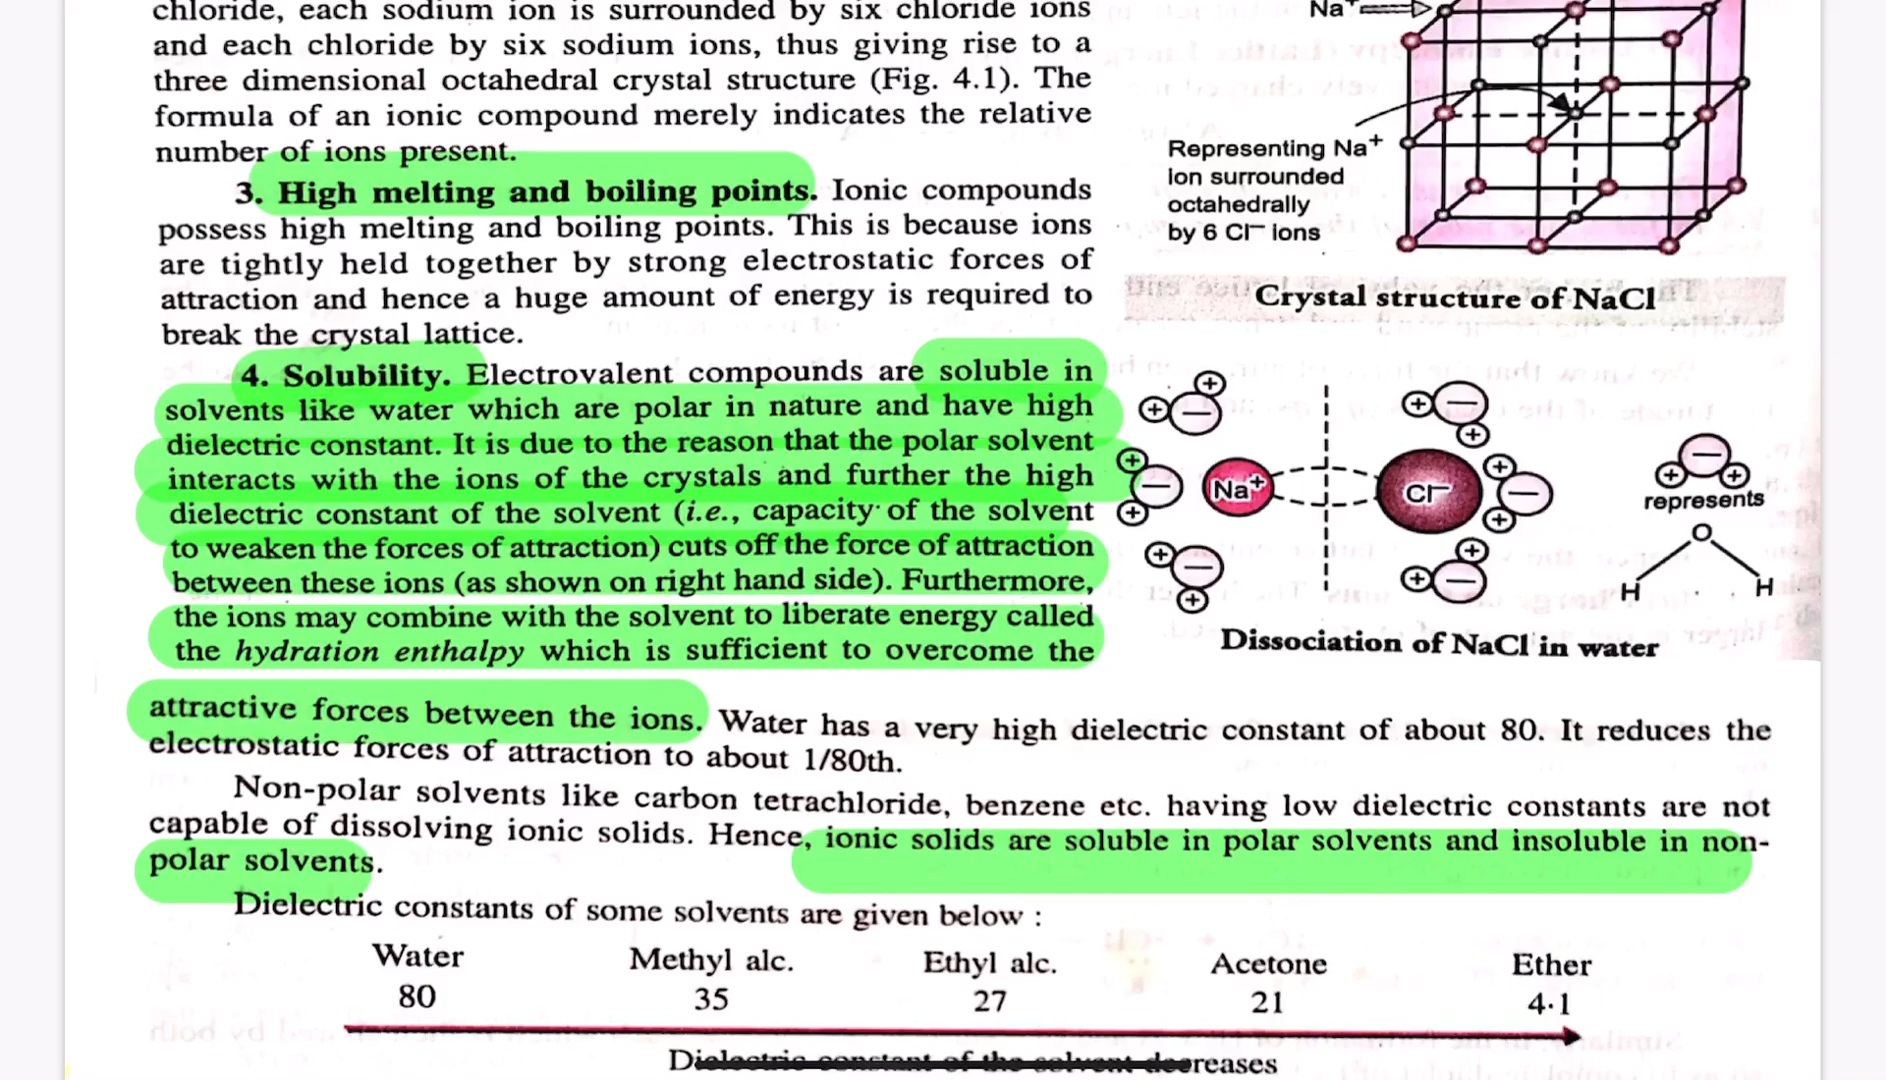 chloride, each sodium ion is surrounded by six chloride ions
and each chloride by six sodium ions, thus giving rise to a
three dimensional octahedral crystal structure (Fig. 4.1). The
formula of an ionic compound merely indicates the relative
number of ions present.
3. High melting and boiling points. Ionic compounds
possess high melting and boiling points. This is because ions
are tightly held together by strong electrostatic forces of
attraction and hence a huge amount of energy is required to
break the crystal lattice.
Na⁺
Representing Na⁺
Ion surrounded
octahedrally
by 6 Cl⁻ Ions
Crystal structure of NaCl
4. Solubility. Electrovalent compounds are soluble in
solvents like water which are polar in nature and have high
dielectric constant. It is due to the reason that the polar solvent
interacts with the ions of the crystals and further the high
dielectric constant of the solvent (i.e., capacity of the solvent
to weaken the forces of attraction) cuts off the force of attraction
between these ions (as shown on right hand side). Furthermore,
the ions may combine with the solvent to liberate energy called
the hydration enthalpy which is sufficient to overcome the
Na⁺ Cl⁻
represents
O
H H
Dissociation of NaCl in water
attractive forces between the ions. Water has a very high dielectric constant of about 80. It reduces the
electrostatic forces of attraction to about 1/80th.
Non-polar solvents like carbon tetrachloride, benzene etc. having low dielectric constants are not
capable of dissolving ionic solids. Hence, ionic solids are soluble in polar solvents and insoluble in non-
polar solvents.
Dielectric constants of some solvents are given below :
Water Methyl alc. Ethyl alc. Acetone Ether
80 35 27 21 4·1
Dielectric constant of the solvent decreases